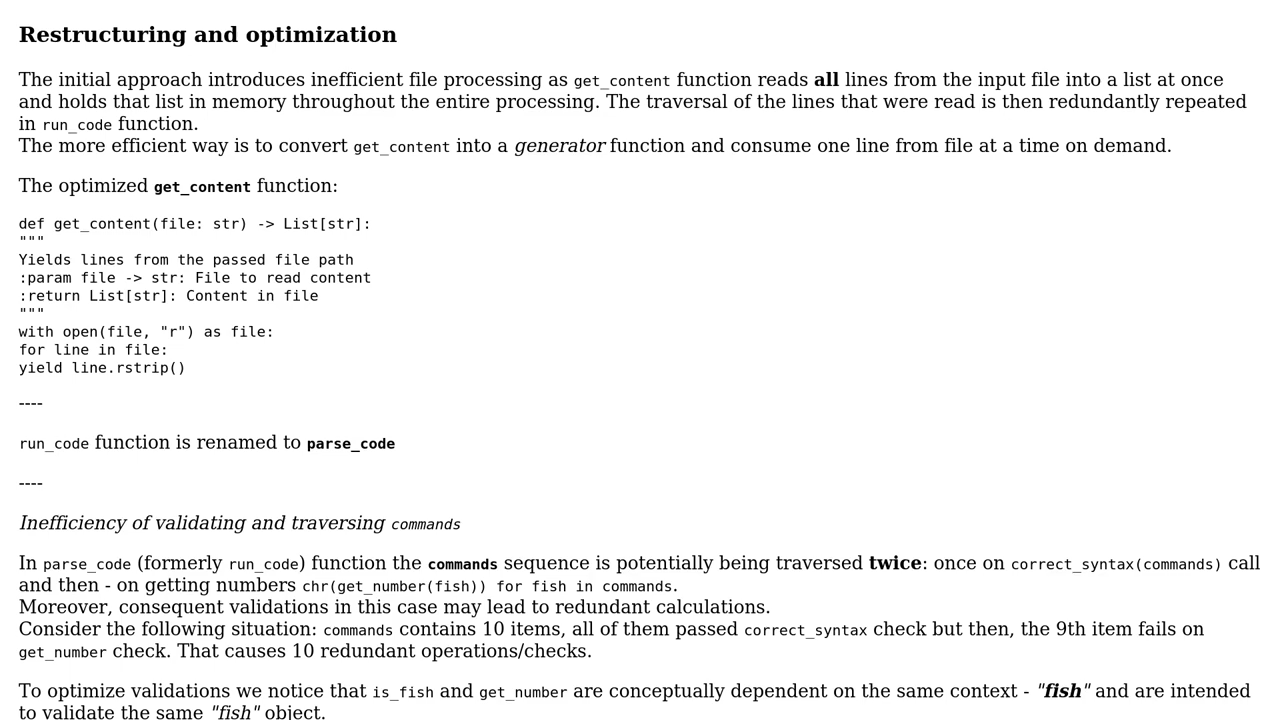 Restructuring and optimization
The initial approach introduces inefficient file processing as get_content function reads all lines from the input file into a list at once
and holds that list in memory throughout the entire processing. The traversal of the lines that were read is then redundantly repeated
in run_code function.
The more efficient way is to convert get_content into a generator function and consume one line from file at a time on demand.
The optimized get_content function:
def get_content(file: str) -> List[str]:
"""
Yields lines from the passed file path
:param file -> str: File to read content
:return List[str]: Content in file
"""
with open(file, "r") as file:
for line in file:
yield line.rstrip()
----
run_code function is renamed to parse_code
----
Inefficiency of validating and traversing commands
In parse_code (formerly run_code) function the commands sequence is potentially being traversed twice: once on correct_syntax(commands) call
and then - on getting numbers chr(get_number(fish)) for fish in commands.
Moreover, consequent validations in this case may lead to redundant calculations.
Consider the following situation: commands contains 10 items, all of them passed correct_syntax check but then, the 9th item fails on
get_number check. That causes 10 redundant operations/checks.
To optimize validations we notice that is_fish and get_number are conceptually dependent on the same context - "fish" and are intended
to validate the same "fish" object.